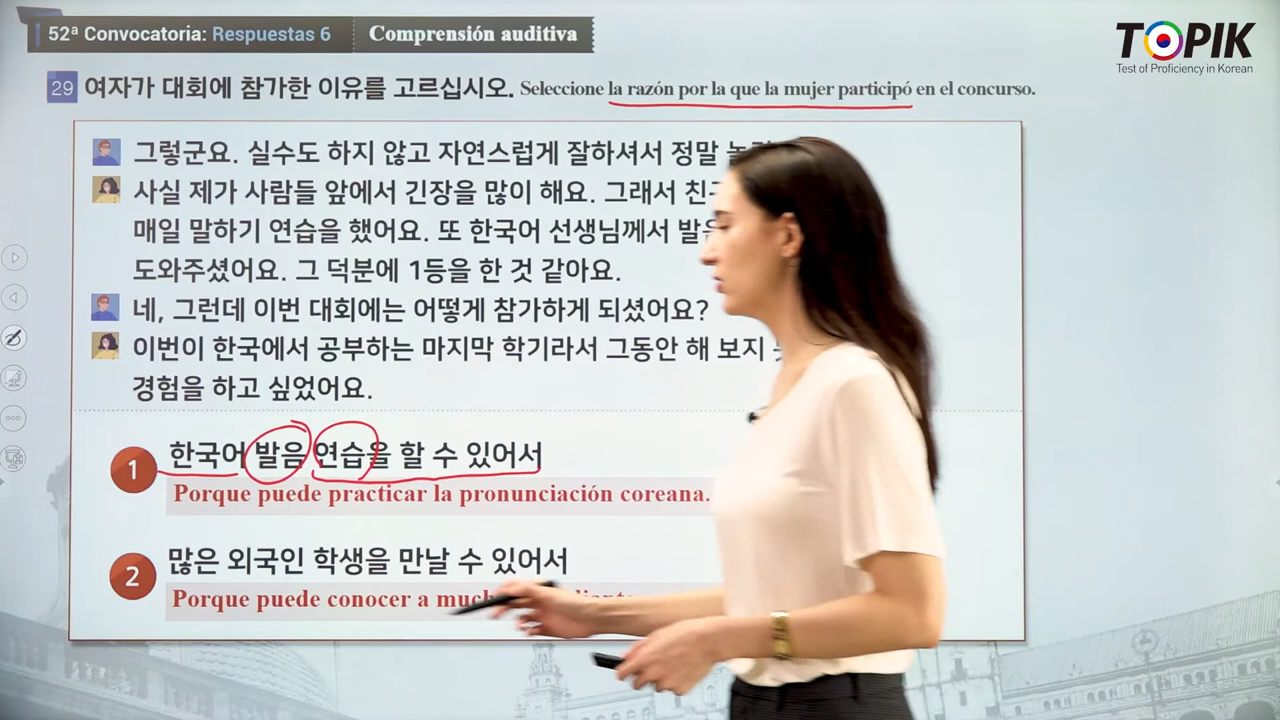 52ª Convocatoria: Respuestas 6
Comprensión auditiva
TOPIK
Test of Proficiency in Korean
29 여자가 대회에 참가한 이유를 고르십시오. Seleccione la razón por la que la mujer participó en el concurso.
그렇군요. 실수도 하지 않고 자연스럽게 잘하셔서 정말
사실 제가 사람들 앞에서 긴장을 많이 해요. 그래서
매일 말하기 연습을 했어요. 또 한국어 선생님께서
도와주셨어요. 그 덕분에 1등을 한 것 같아요.
네, 그런데 이번 대회에는 어떻게 참가하게 되셨어요?
이번이 한국에서 공부하는 마지막 학기라서 그동안 해 보지
경험을 하고 싶었어요.
1 한국어 발음 연습을 할 수 있어서
Porque puede practicar la pronunciación coreana.
2 많은 외국인 학생을 만날 수 있어서
Porque puede conocer a